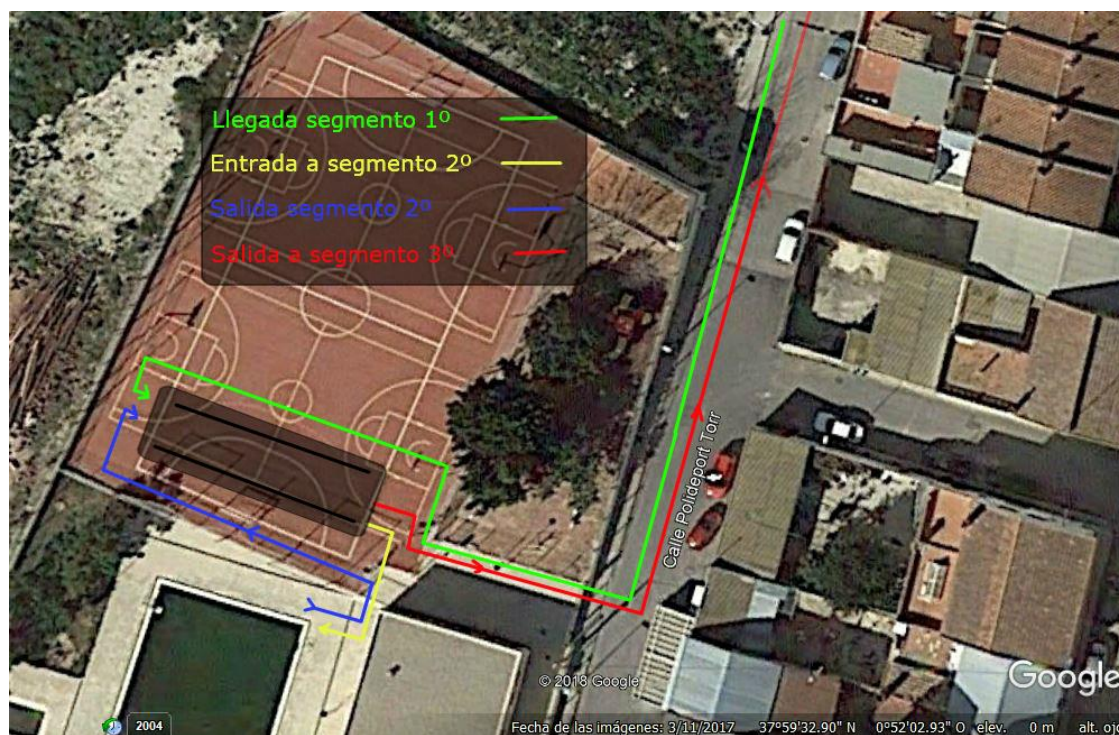 Llegada segmento 1º
Entrada a segmento 2º
Salida segmento 2º
Salida a segmento 3º
Calle Polideport Torr
Google
© 2018 Google
2004
Fecha de las imágenes: 3/11/2017 37°59'32.90" N 0°52'02.93" O elev. 0 m alt. ojo